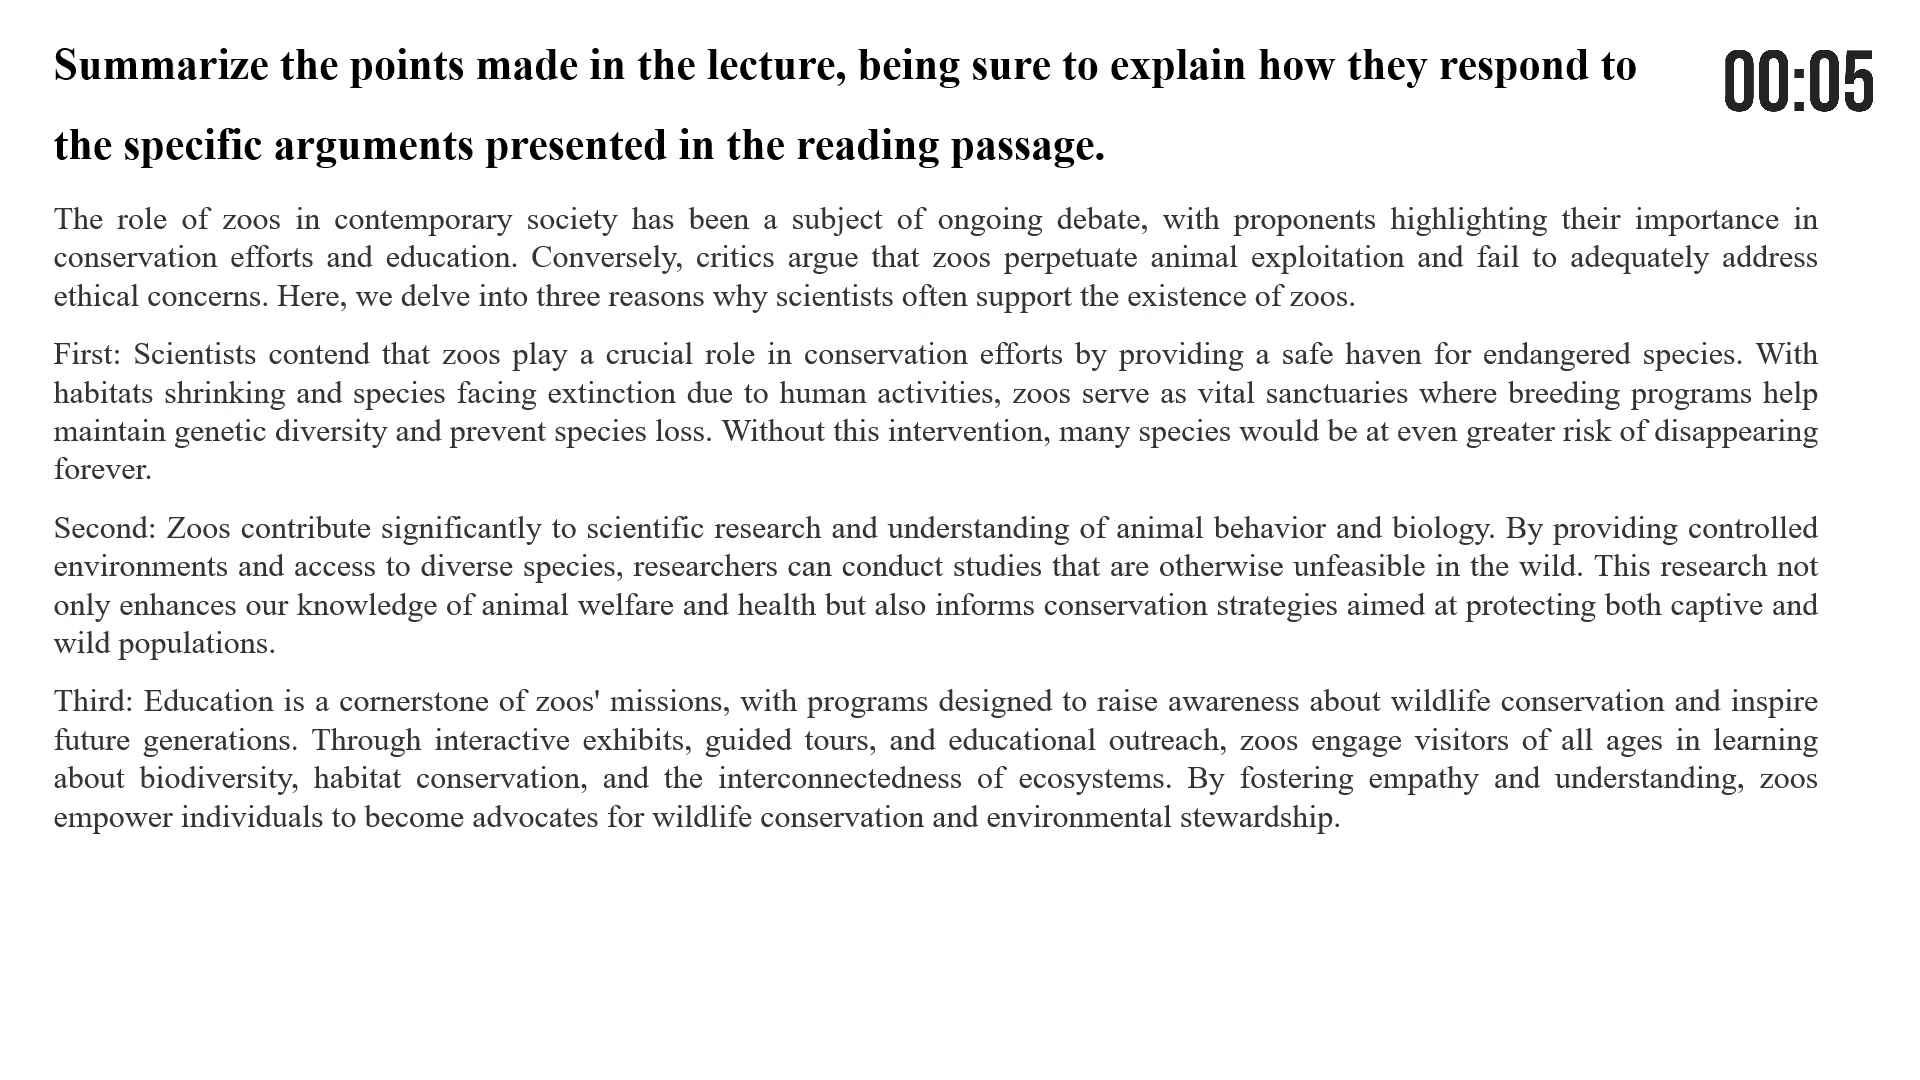 Summarize the points made in the lecture, being sure to explain how they respond to
the specific arguments presented in the reading passage.
00:05
The role of zoos in contemporary society has been a subject of ongoing debate, with proponents highlighting their importance in
conservation efforts and education. Conversely, critics argue that zoos perpetuate animal exploitation and fail to adequately address
ethical concerns. Here, we delve into three reasons why scientists often support the existence of zoos.
First: Scientists contend that zoos play a crucial role in conservation efforts by providing a safe haven for endangered species. With
habitats shrinking and species facing extinction due to human activities, zoos serve as vital sanctuaries where breeding programs help
maintain genetic diversity and prevent species loss. Without this intervention, many species would be at even greater risk of disappearing
forever.
Second: Zoos contribute significantly to scientific research and understanding of animal behavior and biology. By providing controlled
environments and access to diverse species, researchers can conduct studies that are otherwise unfeasible in the wild. This research not
only enhances our knowledge of animal welfare and health but also informs conservation strategies aimed at protecting both captive and
wild populations.
Third: Education is a cornerstone of zoos' missions, with programs designed to raise awareness about wildlife conservation and inspire
future generations. Through interactive exhibits, guided tours, and educational outreach, zoos engage visitors of all ages in learning
about biodiversity, habitat conservation, and the interconnectedness of ecosystems. By fostering empathy and understanding, zoos
empower individuals to become advocates for wildlife conservation and environmental stewardship.